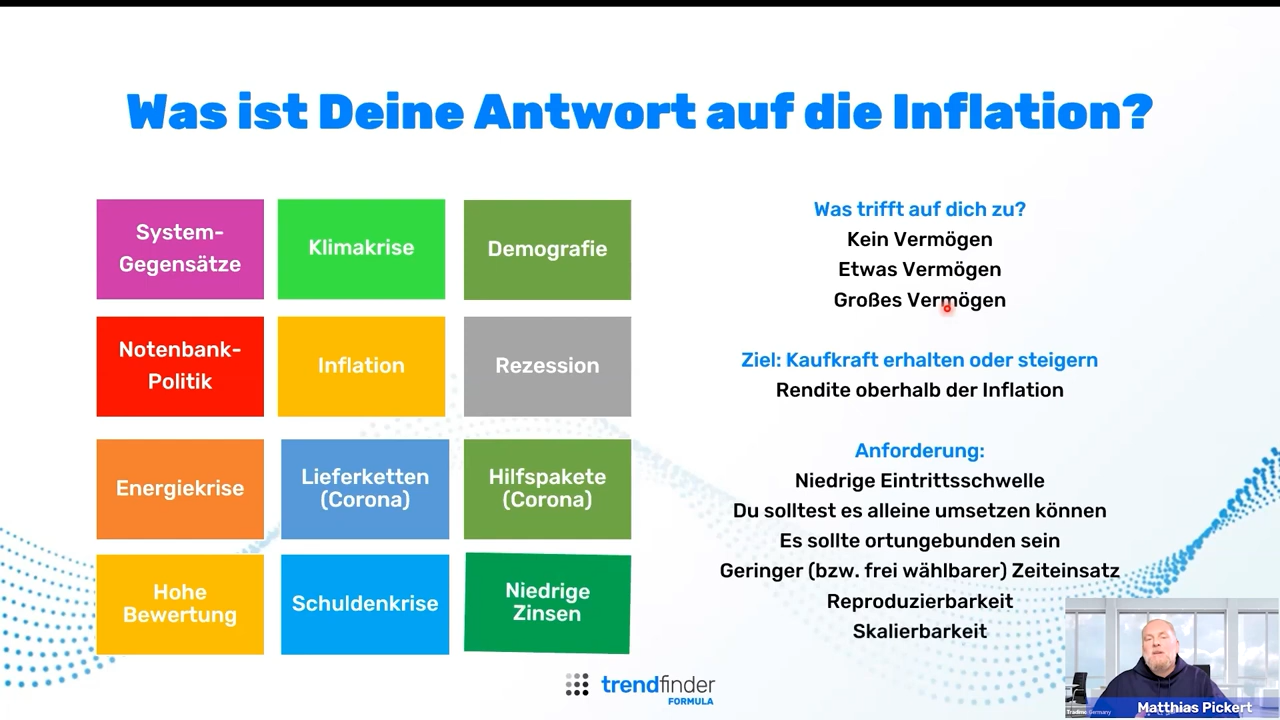 Was ist Deine Antwort auf die Inflation?
System-
Gegensätze
Klimakrise
Demografie
Notenbank-
Politik
Inflation
Rezession
Energiekrise
Lieferketten
(Corona)
Hilfspakete
(Corona)
Hohe
Bewertung
Schuldenkrise
Niedrige
Zinsen
Was trifft auf dich zu?
Kein Vermögen
Etwas Vermögen
Großes Vermögen
Ziel: Kaufkraft erhalten oder steigern
Rendite oberhalb der Inflation
Anforderung:
Niedrige Eintrittsschwelle
Du solltest es alleine umsetzen können
Es sollte ortungebunden sein
Geringer (bzw. frei wählbarer) Zeiteinsatz
Reproduzierbarkeit
Skalierbarkeit
trendfinder
FORMULA
Matthias Pickert